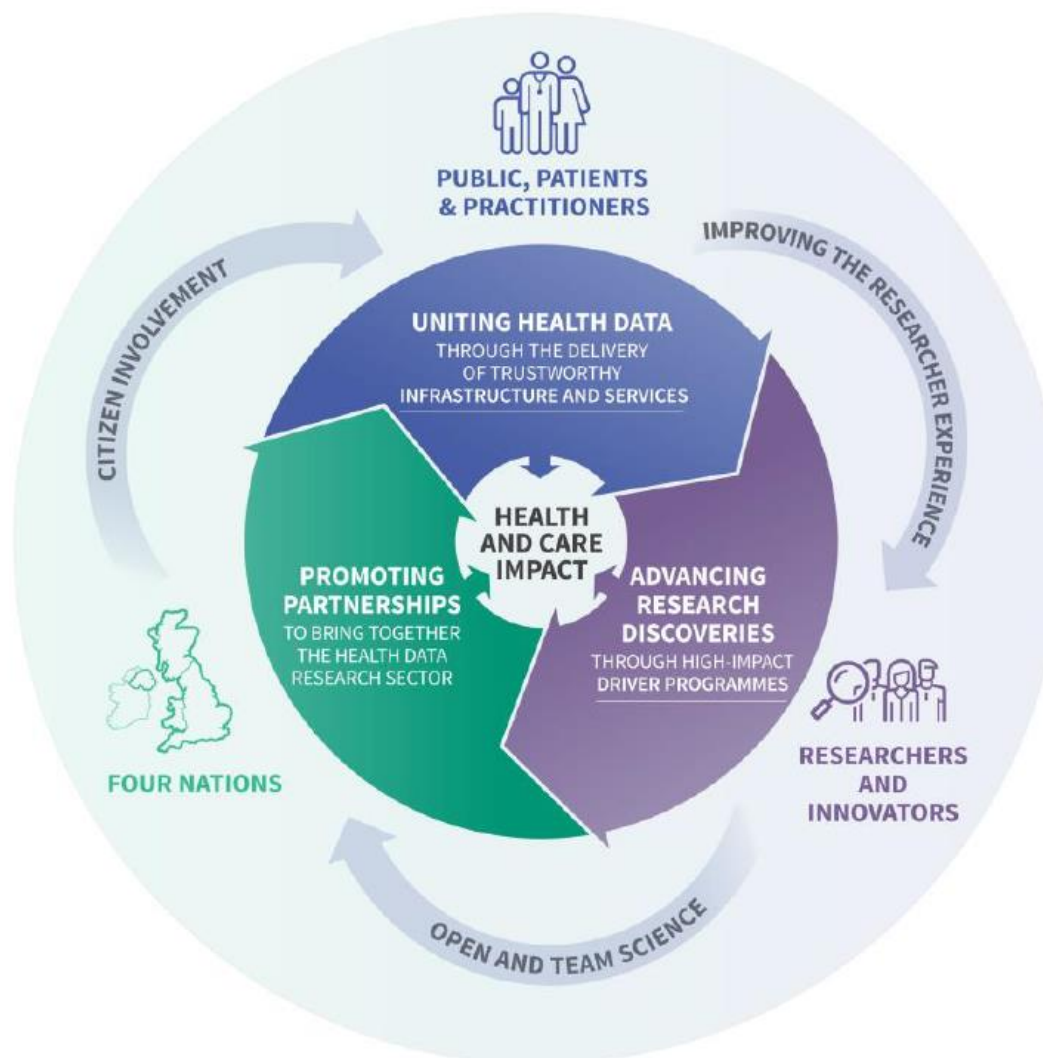 PUBLIC, PATIENTS
& PRACTITIONERS
IMPROVING THE RESEARCHER EXPERIENCE
CITIZEN INVOLVEMENT
UNITING HEALTH DATA
THROUGH THE DELIVERY
OF TRUSTWORTHY
INFRASTRUCTURE AND SERVICES
HEALTH
AND CARE
IMPACT
PROMOTING
PARTNERSHIPS
TO BRING TOGETHER
THE HEALTH DATA
RESEARCH SECTOR
ADVANCING
RESEARCH
DISCOVERIES
THROUGH HIGH-IMPACT
DRIVER PROGRAMMES
FOUR NATIONS
RESEARCHERS
AND
INNOVATORS
OPEN AND TEAM SCIENCE